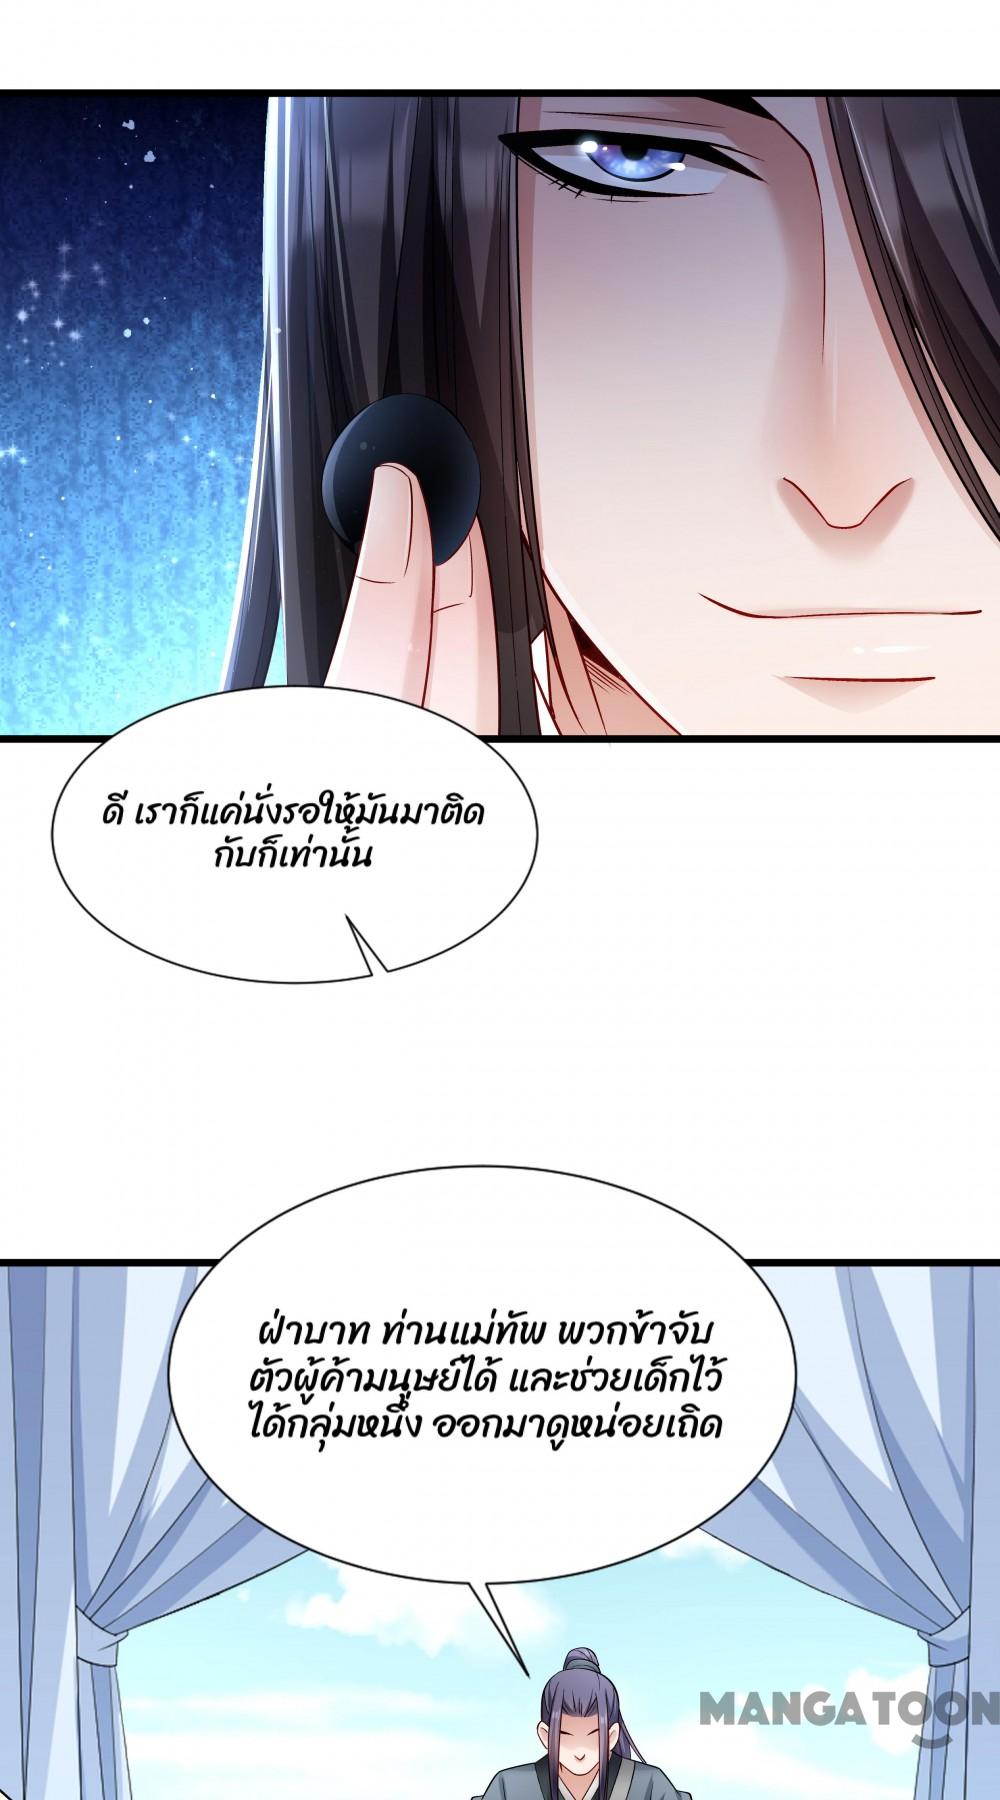 ดี เราก็แค่นั่งรอให้มันมาติด
กับก็เท่านั้น
ฝ่าบาท ท่านแม่ทัพ พวกข้าจับ
ตัวผู้ค้ามนุษย์ได้ และช่วยเด็กไว้
ได้กลุ่มหนึ่ง ออกมาดูหน่อยเถิด
MANGATOON